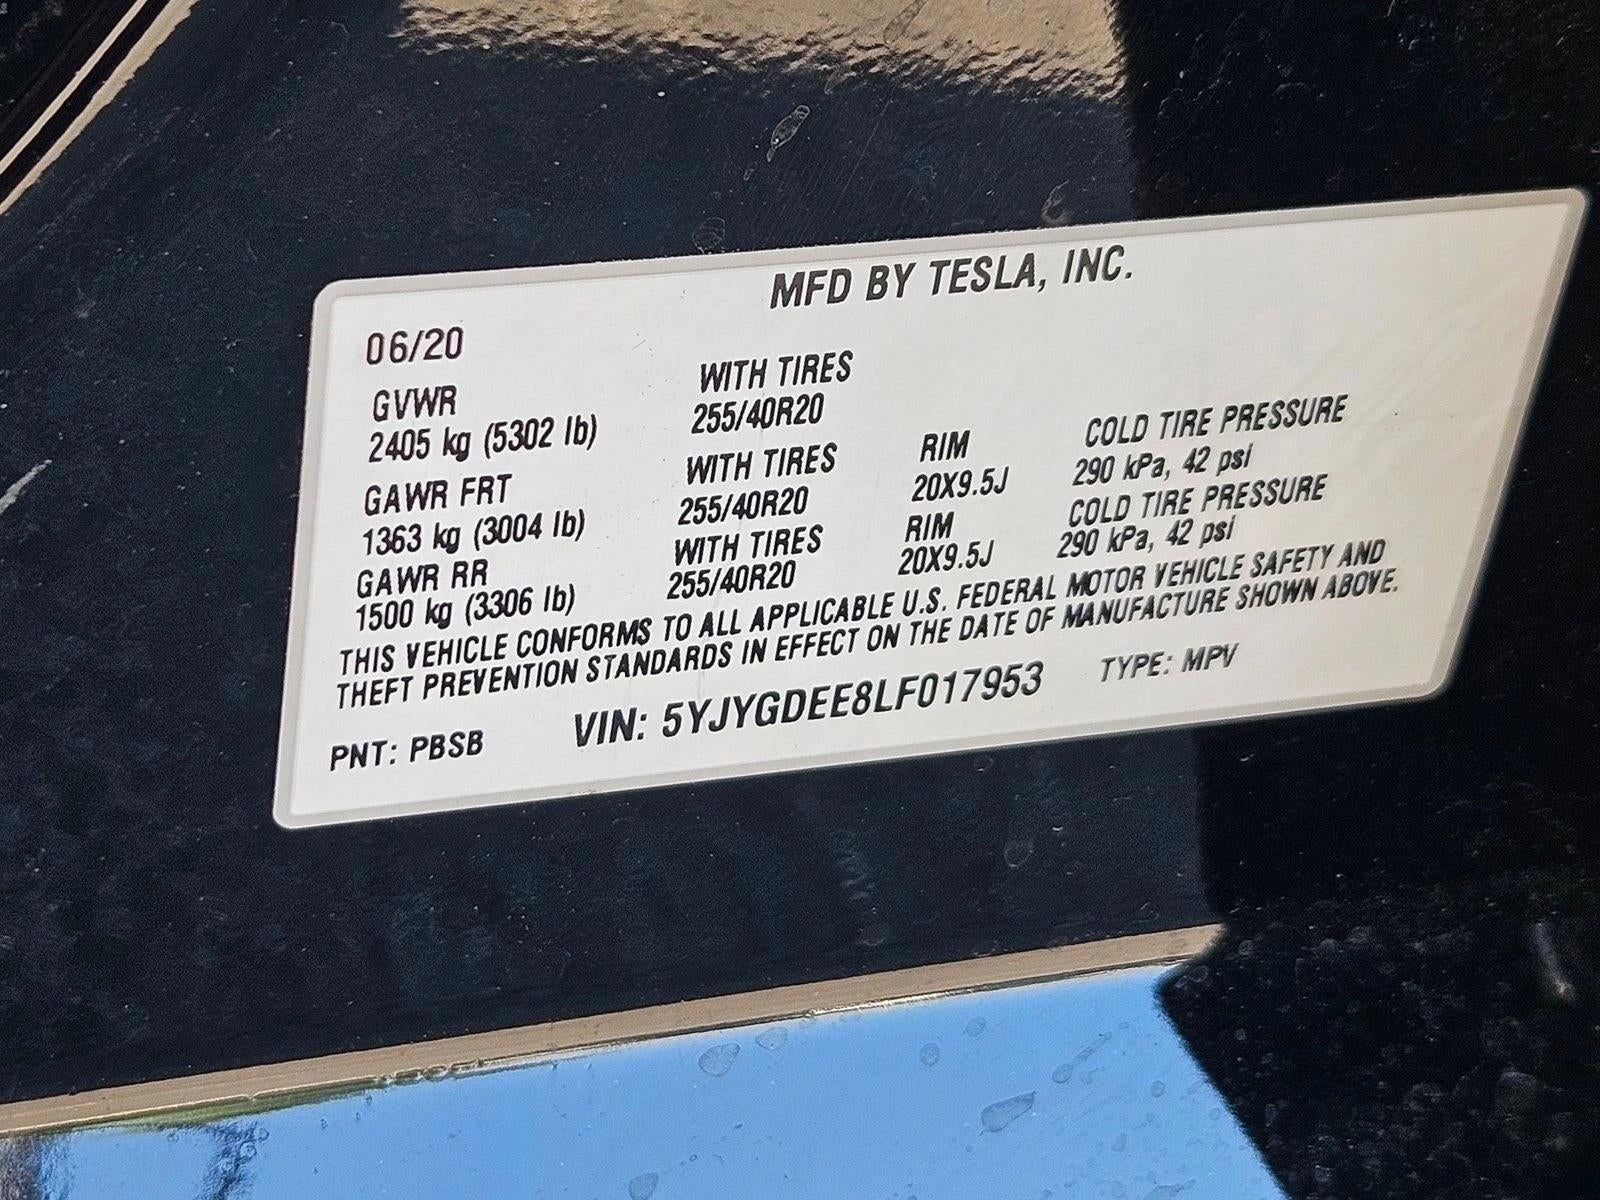 MFD BY TESLA, INC.
06/20
GVWR WITH TIRES
2405 kg (5302 lb) 255/40R20
GAWR FRT WITH TIRES RIM COLD TIRE PRESSURE
1363 kg (3004 lb) 255/40R20 20X9.5J 290 kPa, 42 psi
GAWR RR WITH TIRES RIM COLD TIRE PRESSURE
1500 kg (3306 lb) 255/40R20 20X9.5J 290 kPa, 42 psi
THIS VEHICLE CONFORMS TO ALL APPLICABLE U.S. FEDERAL MOTOR VEHICLE SAFETY AND
THEFT PREVENTION STANDARDS IN EFFECT ON THE DATE OF MANUFACTURE SHOWN ABOVE.
PNT: PBSB VIN: 5YJYGDEE8LF017953 TYPE: MPV